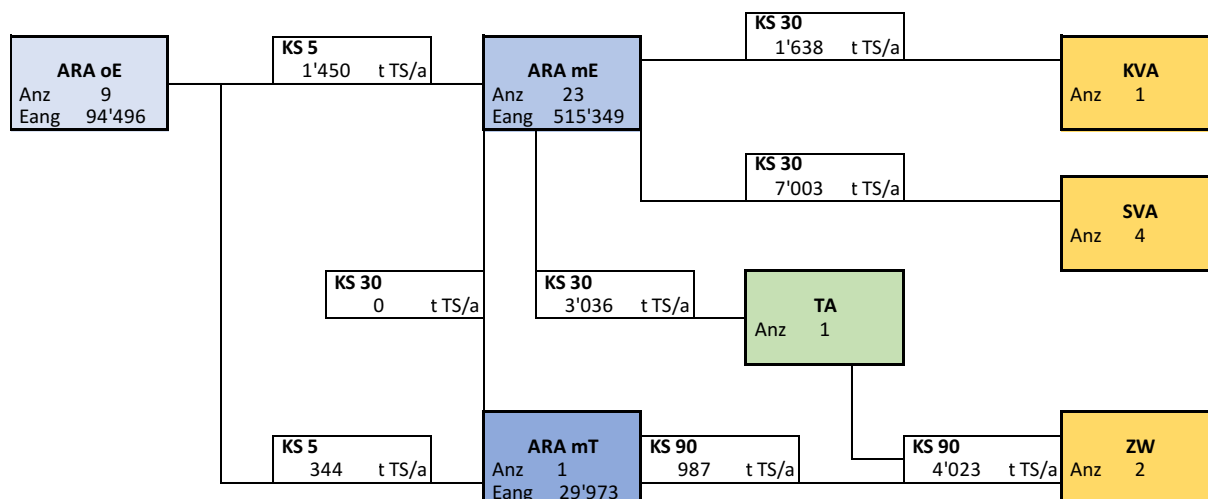 KS 30
1'638 t TS/a
KS 5
1'450 t TS/a
ARA oE
Anz 9
Eang 94'496
ARA mE
Anz 23
Eang 515'349
KVA
Anz 1
KS 30
7'003 t TS/a
SVA
Anz 4
KS 30
0 t TS/a
KS 30
3'036 t TS/a
TA
Anz 1
KS 5
344 t TS/a
ARA mT
Anz 1
Eang 29'973
KS 90
987 t TS/a
KS 90
4'023 t TS/a
ZW
Anz 2